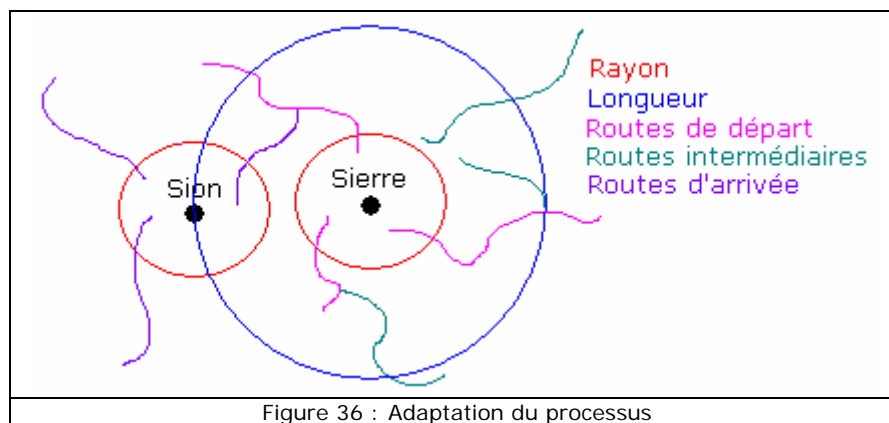 Rayon
Longueur
Routes de départ
Routes intermédiaires
Routes d'arrivée
Sion
Sierre
Figure 36 : Adaptation du processus